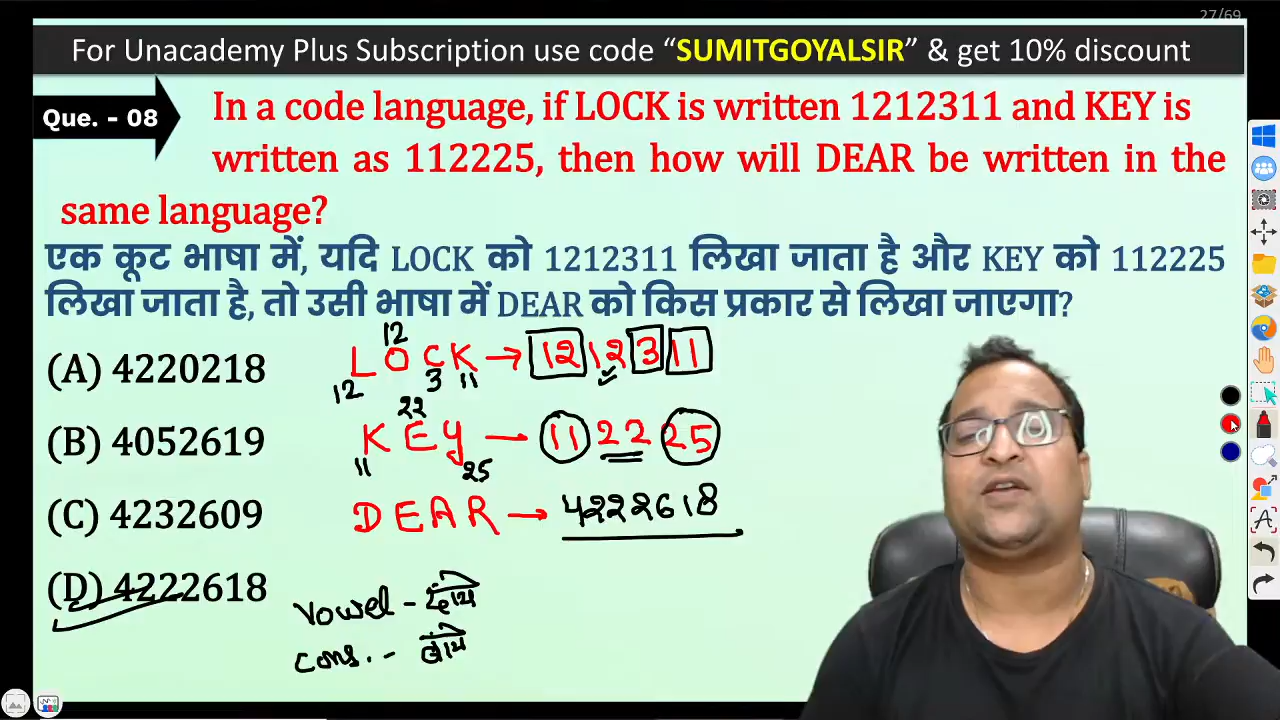 27/69
For Unacademy Plus Subscription use code “SUMITGOYALSIR” & get 10% discount
Que. - 08
In a code language, if LOCK is written 1212311 and KEY is
written as 112225, then how will DEAR be written in the
same language?
एक कूट भाषा में, यदि LOCK को 1212311 लिखा जाता है और KEY को 112225
लिखा जाता है, तो उसी भाषा में DEAR को किस प्रकार से लिखा जाएगा?
12
LOCK → 12 12 3 11
12 3 11
(A) 4220218
22
KEY → 11 22 25
11 25
(B) 4052619
DEAR → 4222618
(C) 4232609
(D) 4222618
Vowel -
Cons. -